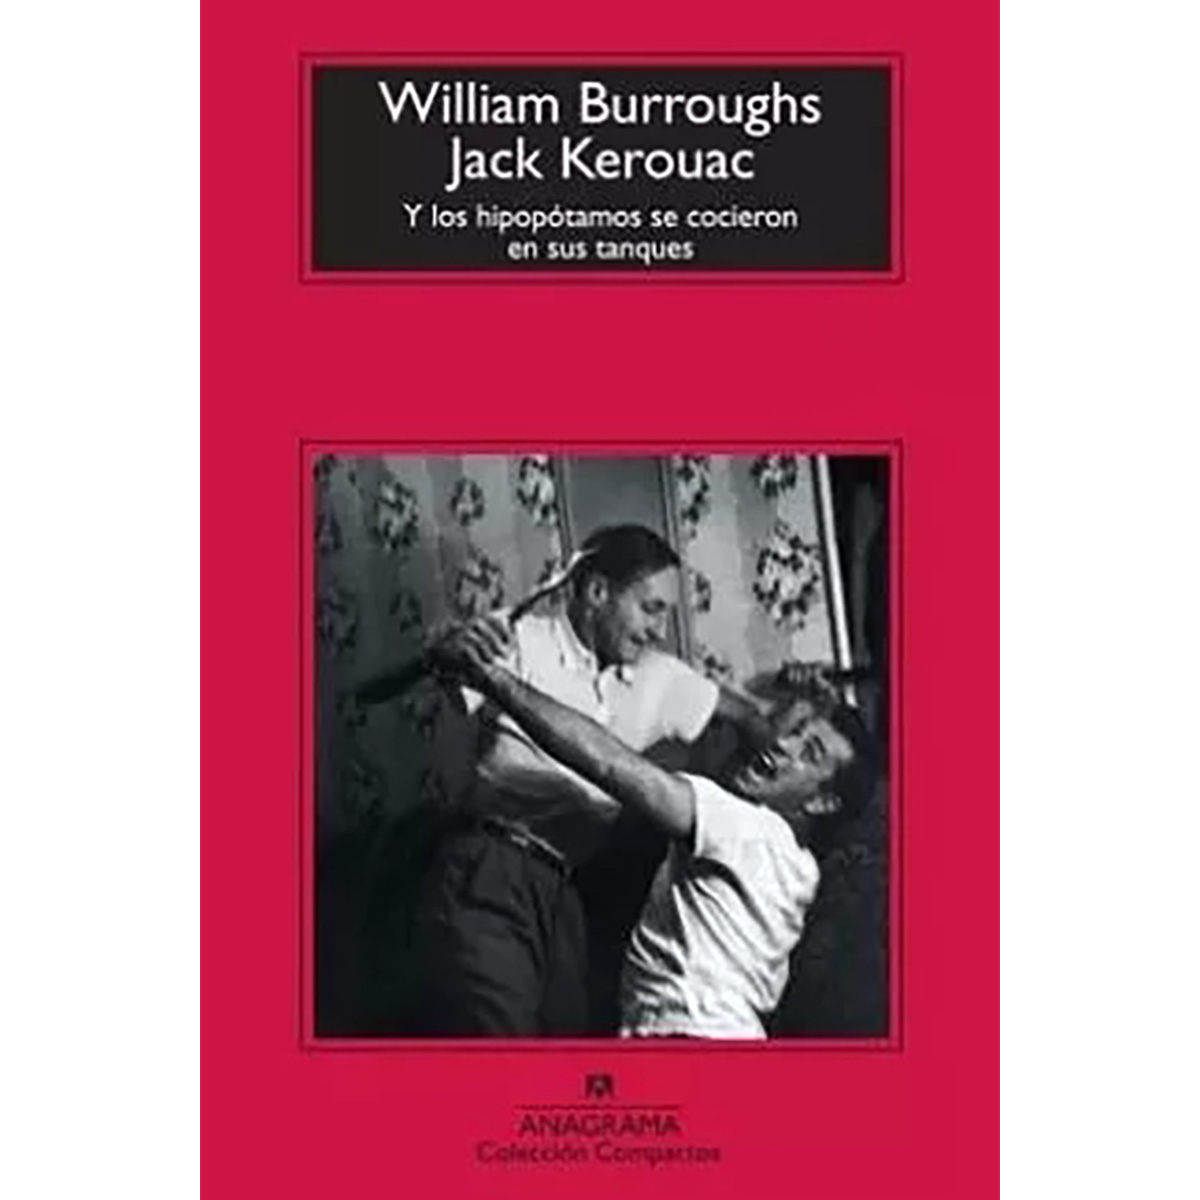 William Burroughs
Jack Kerouac
Y los hipopótamos se cocieron
en sus tanques
ANAGRAMA
Colección Compactos